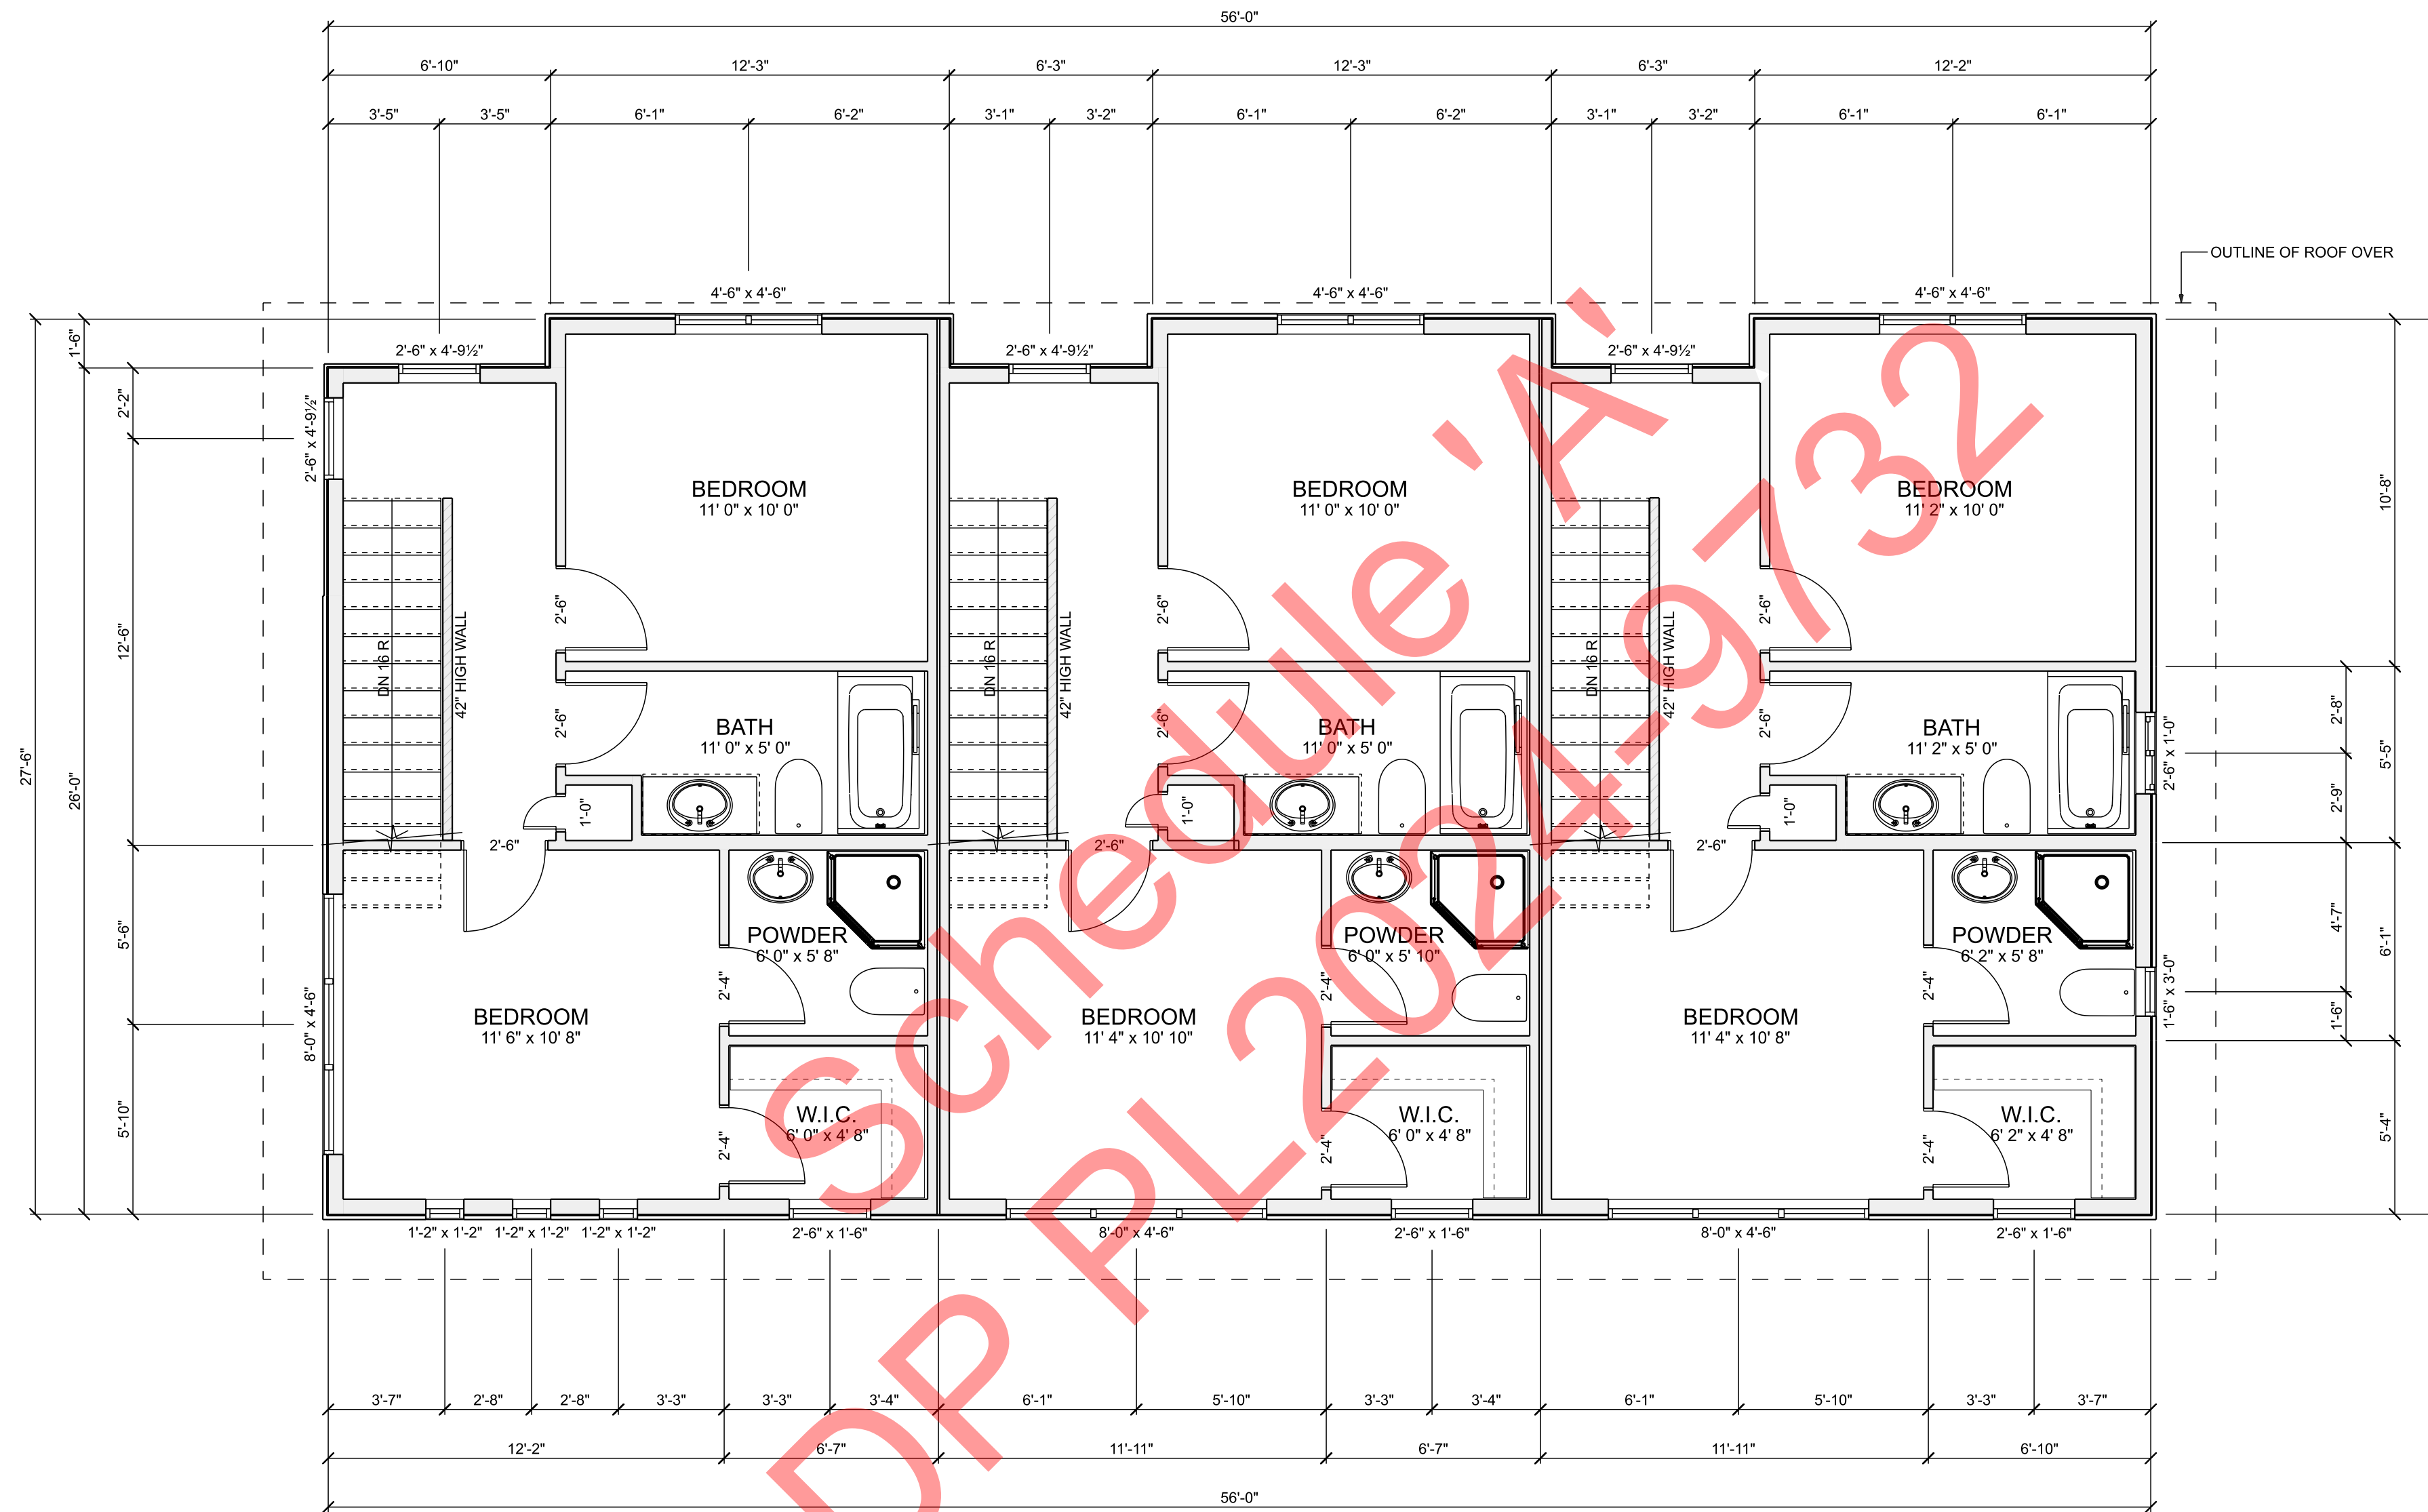 56'-0"
6'-10" 12'-3" 6'-3" 12'-3" 6'-3" 12'-2"
3'-5" 3'-5" 6'-1" 6'-2" 3'-1" 3'-2" 6'-1" 6'-2" 3'-1" 3'-2" 6'-1" 6'-1"
OUTLINE OF ROOF OVER
4'-6" x 4'-6" 4'-6" x 4'-6" 4'-6" x 4'-6"
2'-6" x 4'-9½" 2'-6" x 4'-9½" 2'-6" x 4'-9½"
27'-6"
1'-6"
26'-0"
2'-2"
12'-6"
5'-6"
5'-10"
2'-6" x 4'-9½"
8'-0" x 4'-6"
BEDROOM
11' 0" x 10' 0"
BEDROOM
11' 0" x 10' 0"
BEDROOM
11' 2" x 10' 0"
DN 16 R
42" HIGH WALL
DN 16 R
42" HIGH WALL
DN 16 R
42" HIGH WALL
2'-6" 2'-6" 2'-6"
2'-6" 2'-6" 2'-6"
BATH
11' 0" x 5' 0"
BATH
11' 0" x 5' 0"
BATH
11' 2" x 5' 0"
1'-0" 1'-0" 1'-0"
2'-6" 2'-6" 2'-6"
POWDER
6' 0" x 5' 8"
POWDER
6' 0" x 5' 10"
POWDER
6' 2" x 5' 8"
2'-4" 2'-4" 2'-4"
BEDROOM
11' 6" x 10' 8"
BEDROOM
11' 4" x 10' 10"
BEDROOM
11' 4" x 10' 8"
W.I.C.
6' 0" x 4' 8"
W.I.C.
6' 0" x 4' 8"
W.I.C.
6' 2" x 4' 8"
2'-4" 2'-4" 2'-4"
2'-6" x 1'-0"
1'-6" x 3'-0"
2'-8"
2'-9"
4'-7"
1'-6"
10'-8"
5'-5"
6'-1"
5'-4"
1'-2" x 1'-2" 1'-2" x 1'-2" 1'-2" x 1'-2" 2'-6" x 1'-6" 8'-0" x 4'-6" 2'-6" x 1'-6" 8'-0" x 4'-6" 2'-6" x 1'-6"
3'-7" 2'-8" 2'-8" 3'-3" 3'-3" 3'-4" 6'-1" 5'-10" 3'-3" 3'-4" 6'-1" 5'-10" 3'-3" 3'-7"
12'-2" 6'-7" 11'-11" 6'-7" 11'-11" 6'-10"
56'-0"
Schedule 'A'
DP PL2024-9732